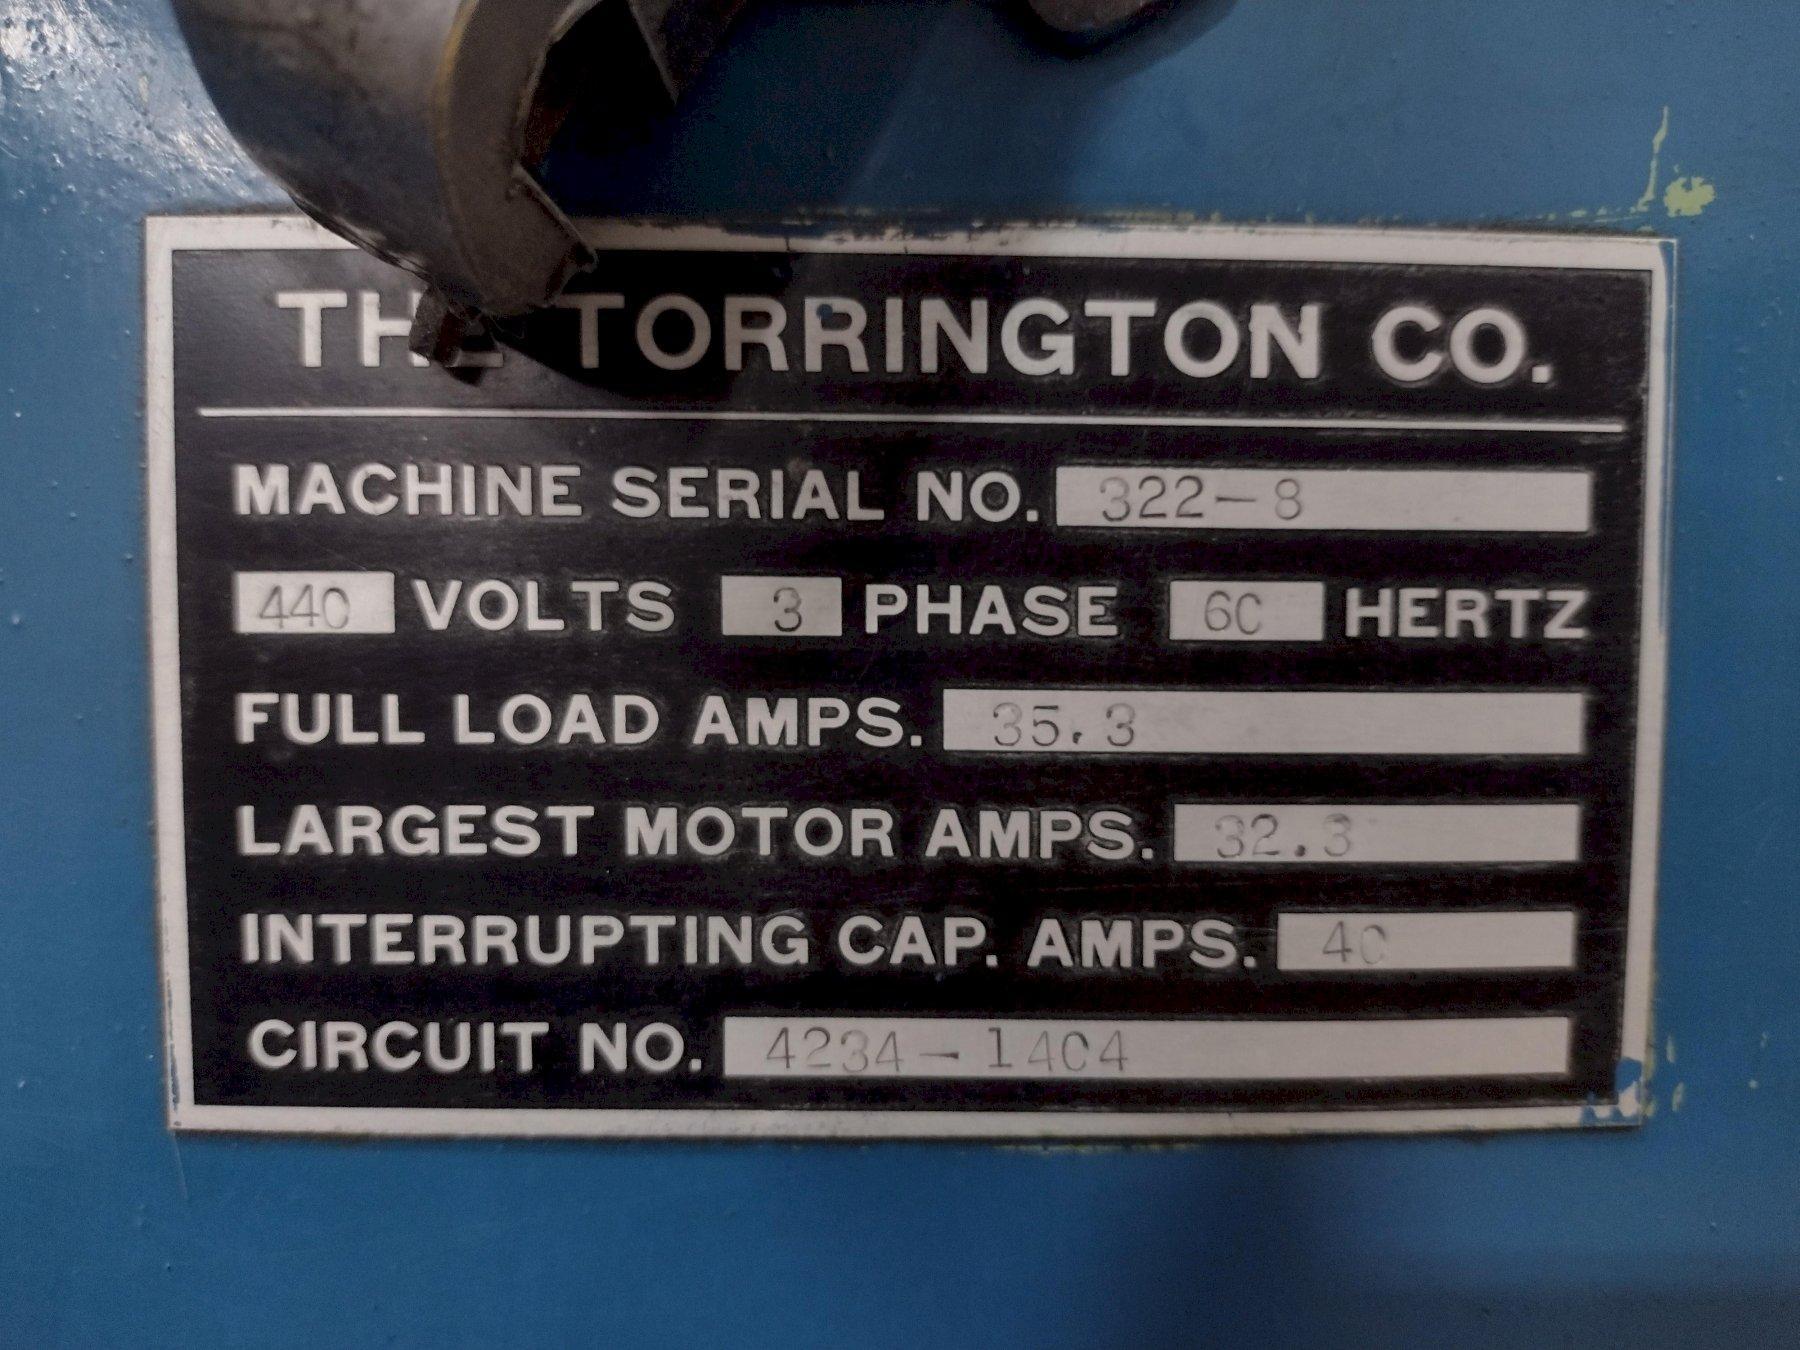 THE TORRINGTON CO.
MACHINE SERIAL NO. 322-8
440 VOLTS 3 PHASE 60 HERTZ
FULL LOAD AMPS. 35.3
LARGEST MOTOR AMPS. 32.3
INTERRUPTING CAP. AMPS. 40
CIRCUIT NO. 4234-1404